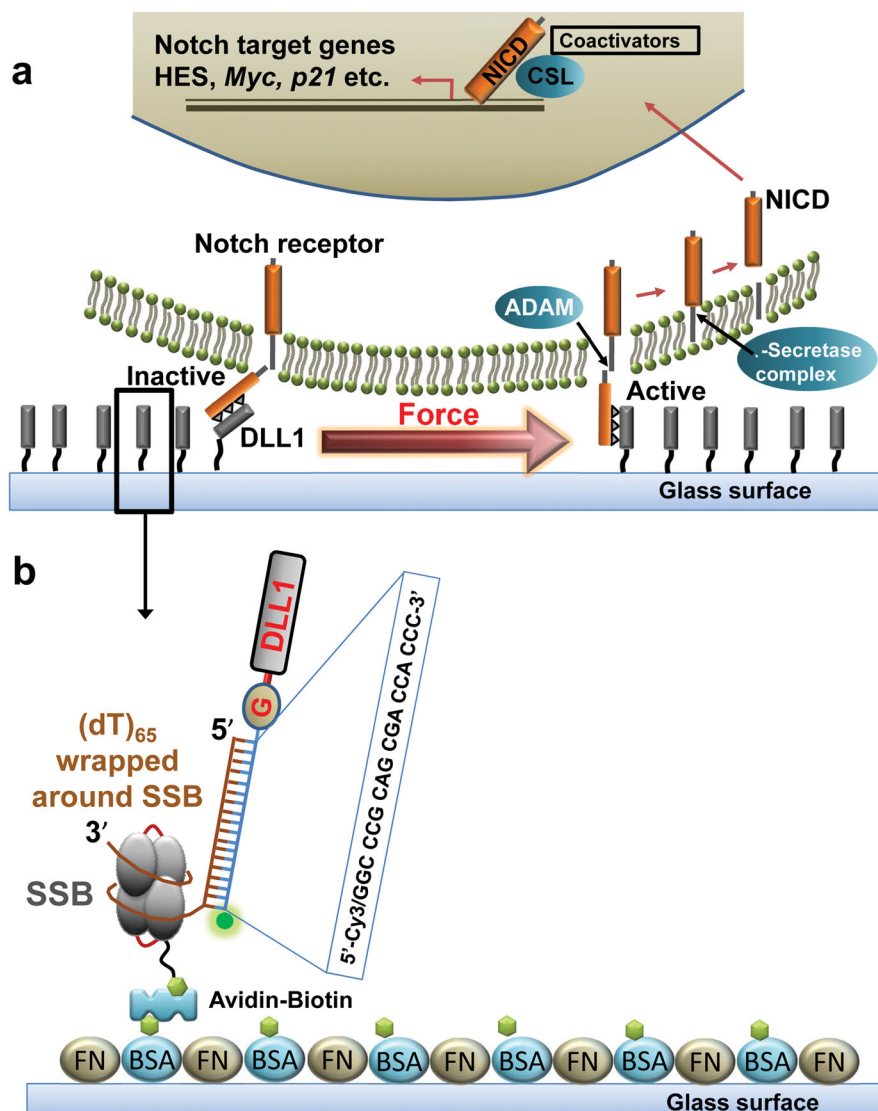 a
Notch target genes
HES, Myc, p21 etc.
NICD
Coactivators
CSL
NICD
Notch receptor
ADAM
.-Secretase
complex
Inactive
Active
DLL1
Force
Glass surface
b
DLL1
G
5’
(dT)65
wrapped
around SSB
3’
SSB
5’-Cy3/GGC CCG CAG CGA CCA CCC-3’
Avidin-Biotin
FN BSA FN BSA FN BSA FN BSA FN BSA FN BSA FN
Glass surface